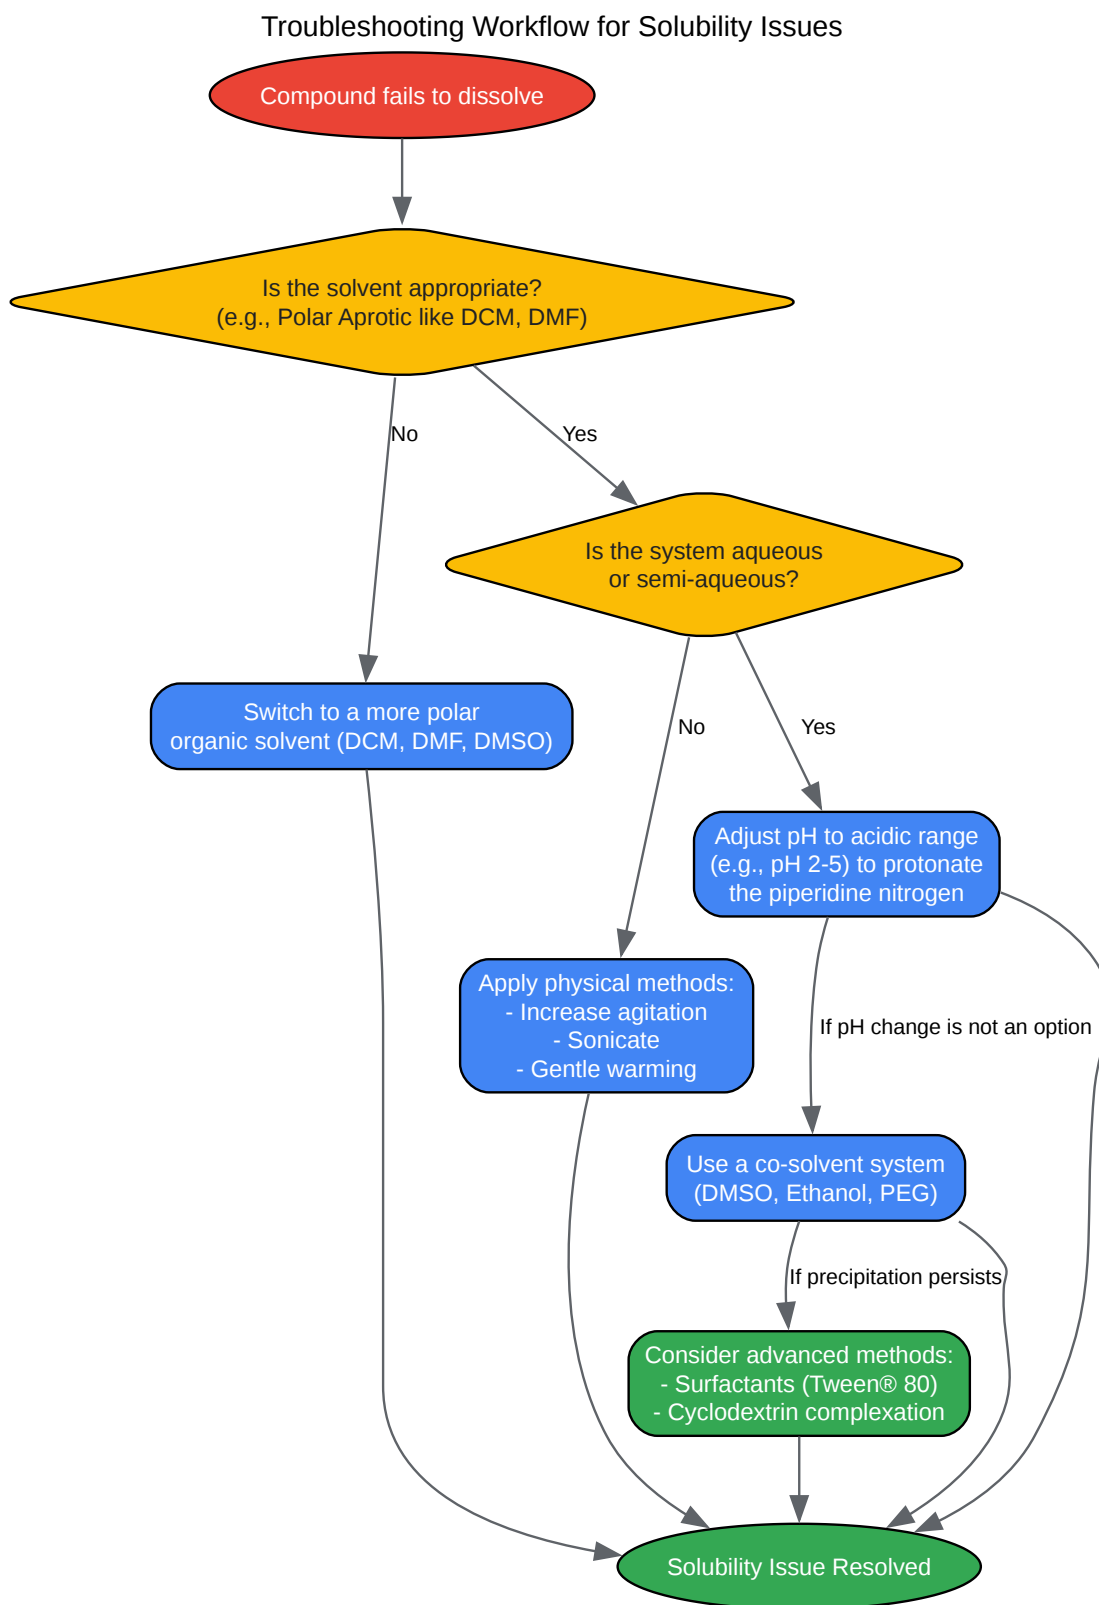 Troubleshooting Workflow for Solubility Issues
Compound fails to dissolve
Is the solvent appropriate?
(e.g., Polar Aprotic like DCM, DMF)
No
Yes
Is the system aqueous
or semi-aqueous?
Switch to a more polar
organic solvent (DCM, DMF, DMSO)
No
Yes
Adjust pH to acidic range
(e.g., pH 2-5) to protonate
the piperidine nitrogen
Apply physical methods:
- Increase agitation
- Sonicate
- Gentle warming
If pH change is not an option
Use a co-solvent system
(DMSO, Ethanol, PEG)
If precipitation persists
Consider advanced methods:
- Surfactants (Tween® 80)
- Cyclodextrin complexation
Solubility Issue Resolved